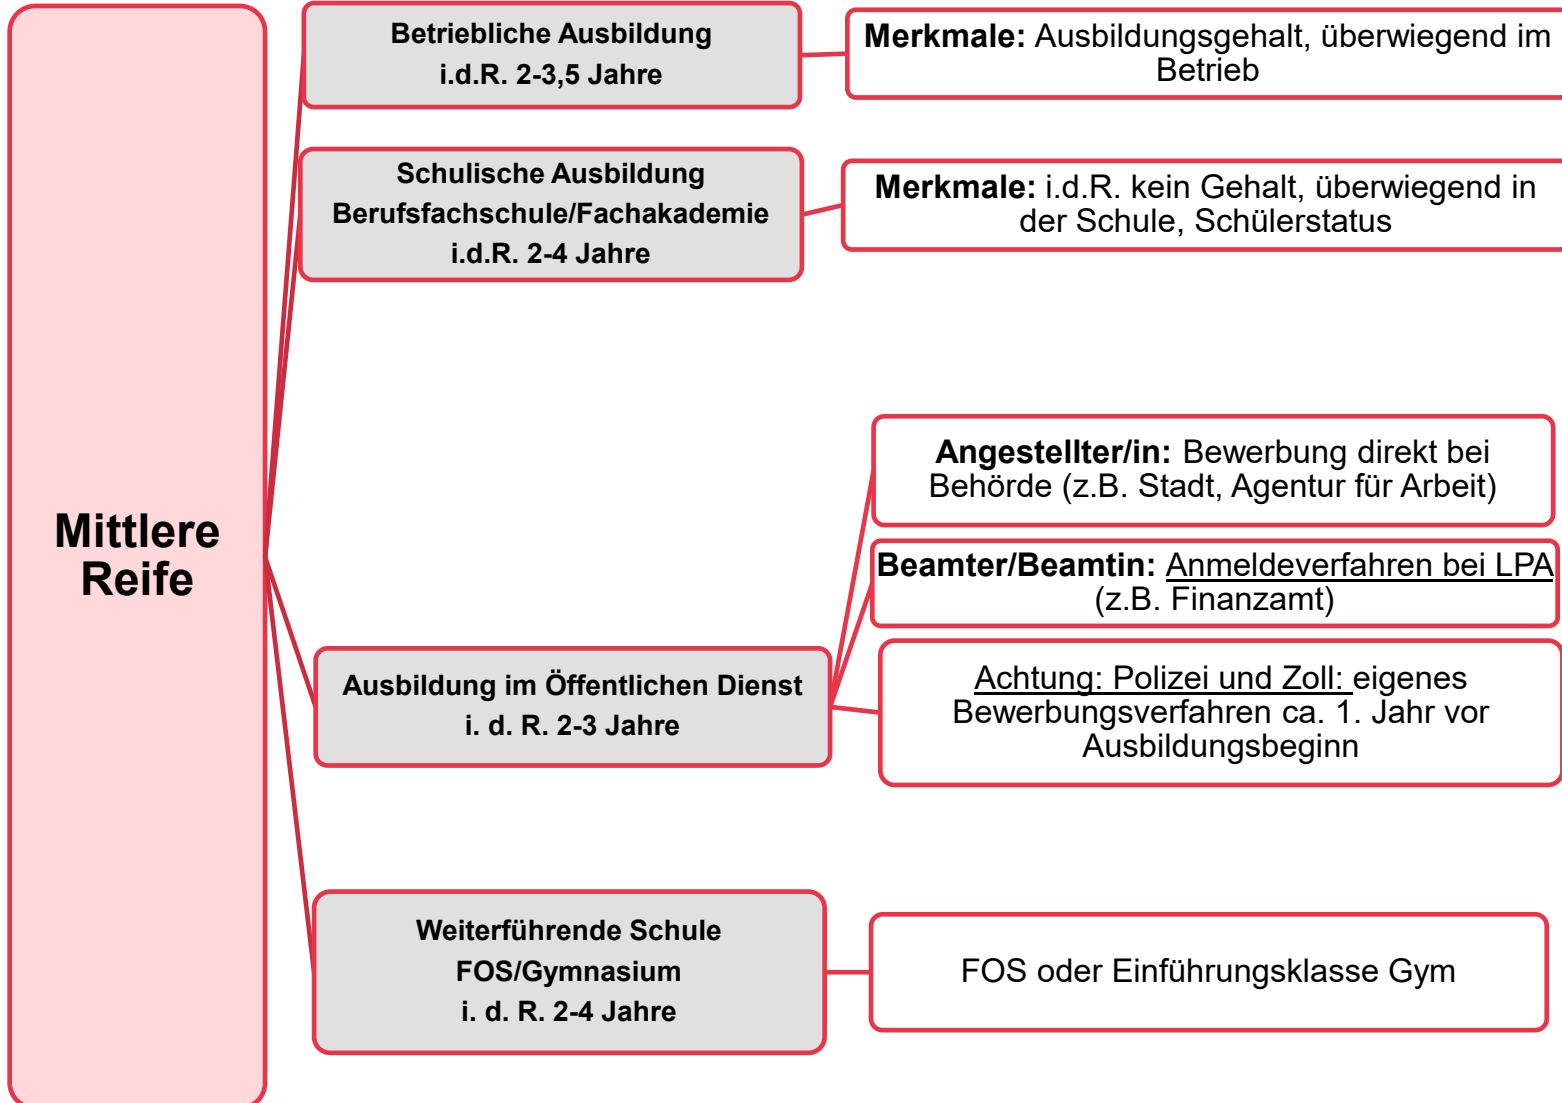 Mittlere
Reife
Betriebliche Ausbildung
i.d.R. 2-3,5 Jahre
Merkmale: Ausbildungsgehalt, überwiegend im
Betrieb
Schulische Ausbildung
Berufsfachschule/Fachakademie
i.d.R. 2-4 Jahre
Merkmale: i.d.R. kein Gehalt, überwiegend in
der Schule, Schülerstatus
Ausbildung im Öffentlichen Dienst
i. d. R. 2-3 Jahre
Angestellter/in: Bewerbung direkt bei
Behörde (z.B. Stadt, Agentur für Arbeit)
Beamter/Beamtin: Anmeldeverfahren bei LPA
(z.B. Finanzamt)
Achtung: Polizei und Zoll: eigenes
Bewerbungsverfahren ca. 1. Jahr vor
Ausbildungsbeginn
Weiterführende Schule
FOS/Gymnasium
i. d. R. 2-4 Jahre
FOS oder Einführungsklasse Gym